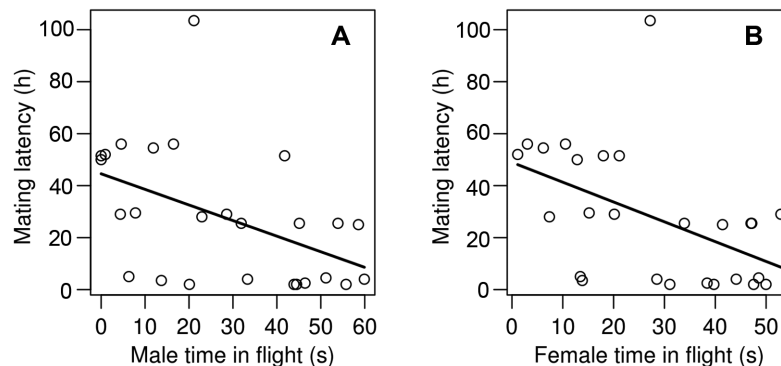 A
Mating latency (h)
100
80
60
40
20
0
0 10 20 30 40 50 60
Male time in flight (s)
B
Mating latency (h)
100
80
60
40
20
0
0 10 20 30 40 50
Female time in flight (s)